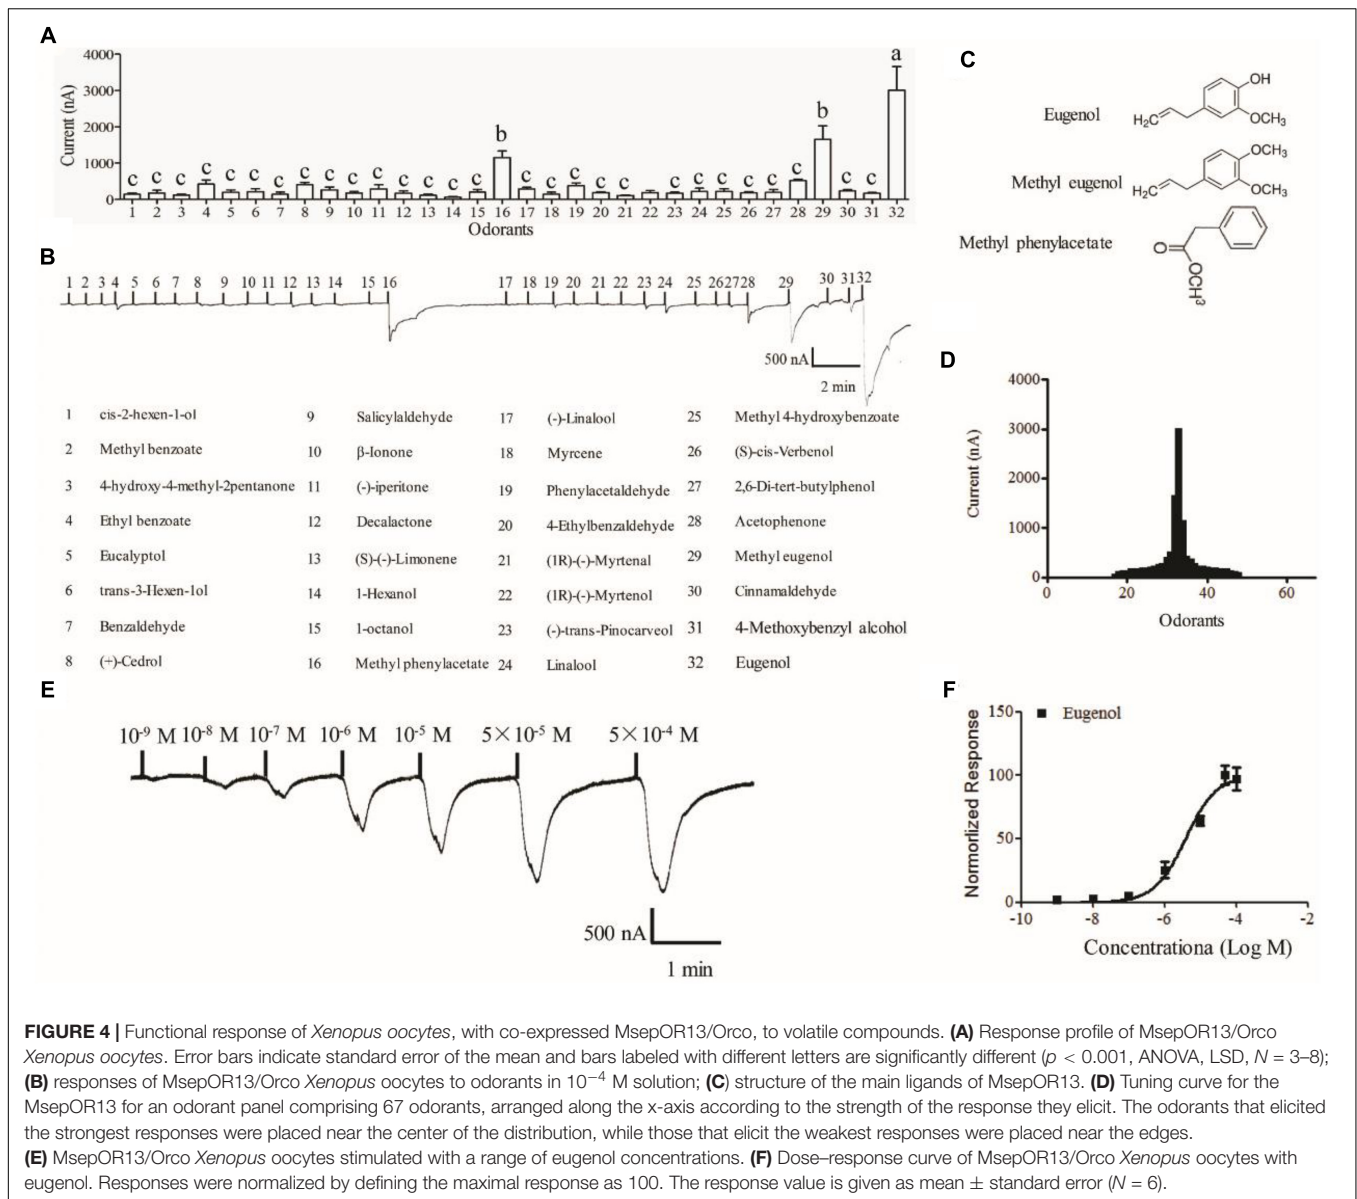 A
4000
3000
2000
1000
0
Current (nA)
c c c c c c c c c c c c c c c b c c c c c c c c c c c b c c a
1 2 3 4 5 6 7 8 9 10 11 12 13 14 15 16 17 18 19 20 21 22 23 24 25 26 27 28 29 30 31 32
Odorants
B
1 2 3 4 5 6 7 8 9 10 11 12 13 14 15 16 17 18 19 20 21 22 23 24 25 26 27 28 29 30 31 32
500 nA
2 min
1 cis-2-hexen-1-ol
2 Methyl benzoate
3 4-hydroxy-4-methyl-2pentanone
4 Ethyl benzoate
5 Eucalyptol
6 trans-3-Hexen-1ol
7 Benzaldehyde
8 (+)-Cedrol
9 Salicylaldehyde
10 β-Ionone
11 (-)-iperitone
12 Decalactone
13 (S)-(-)-Limonene
14 1-Hexanol
15 1-octanol
16 Methyl phenylacetate
17 (-)-Linalool
18 Myrcene
19 Phenylacetaldehyde
20 4-Ethylbenzaldehyde
21 (1R)-(-)-Myrtenal
22 (1R)-(-)-Myrtenol
23 (-)-trans-Pinocarveol
24 Linalool
25 Methyl 4-hydroxybenzoate
26 (S)-cis-Verbenol
27 2,6-Di-tert-butylphenol
28 Acetophenone
29 Methyl eugenol
30 Cinnamaldehyde
31 4-Methoxybenzyl alcohol
32 Eugenol
C
Eugenol
H₂C
OH
OCH₃
Methyl eugenol
H₂C
OCH₃
OCH₃
Methyl phenylacetate
O
OCH³
D
4000
3000
2000
1000
0
Current (nA)
0 20 40 60
Odorants
E
10⁻⁹ M 10⁻⁸ M 10⁻⁷ M 10⁻⁶ M 10⁻⁵ M 5×10⁻⁵ M 5×10⁻⁴ M
500 nA
1 min
F
150
100
50
0
Normorlized Response
Eugenol
-10 -8 -6 -4 -2
Concentrationa (Log M)
FIGURE 4 | Functional response of Xenopus oocytes, with co-expressed MsepOR13/Orco, to volatile compounds. (A) Response profile of MsepOR13/Orco
Xenopus oocytes. Error bars indicate standard error of the mean and bars labeled with different letters are significantly different (p < 0.001, ANOVA, LSD, N = 3–8);
(B) responses of MsepOR13/Orco Xenopus oocytes to odorants in 10⁻⁴ M solution; (C) structure of the main ligands of MsepOR13. (D) Tuning curve for the
MsepOR13 for an odorant panel comprising 67 odorants, arranged along the x-axis according to the strength of the response they elicit. The odorants that elicited
the strongest responses were placed near the center of the distribution, while those that elicit the weakest responses were placed near the edges.
(E) MsepOR13/Orco Xenopus oocytes stimulated with a range of eugenol concentrations. (F) Dose–response curve of MsepOR13/Orco Xenopus oocytes with
eugenol. Responses were normalized by defining the maximal response as 100. The response value is given as mean ± standard error (N = 6).